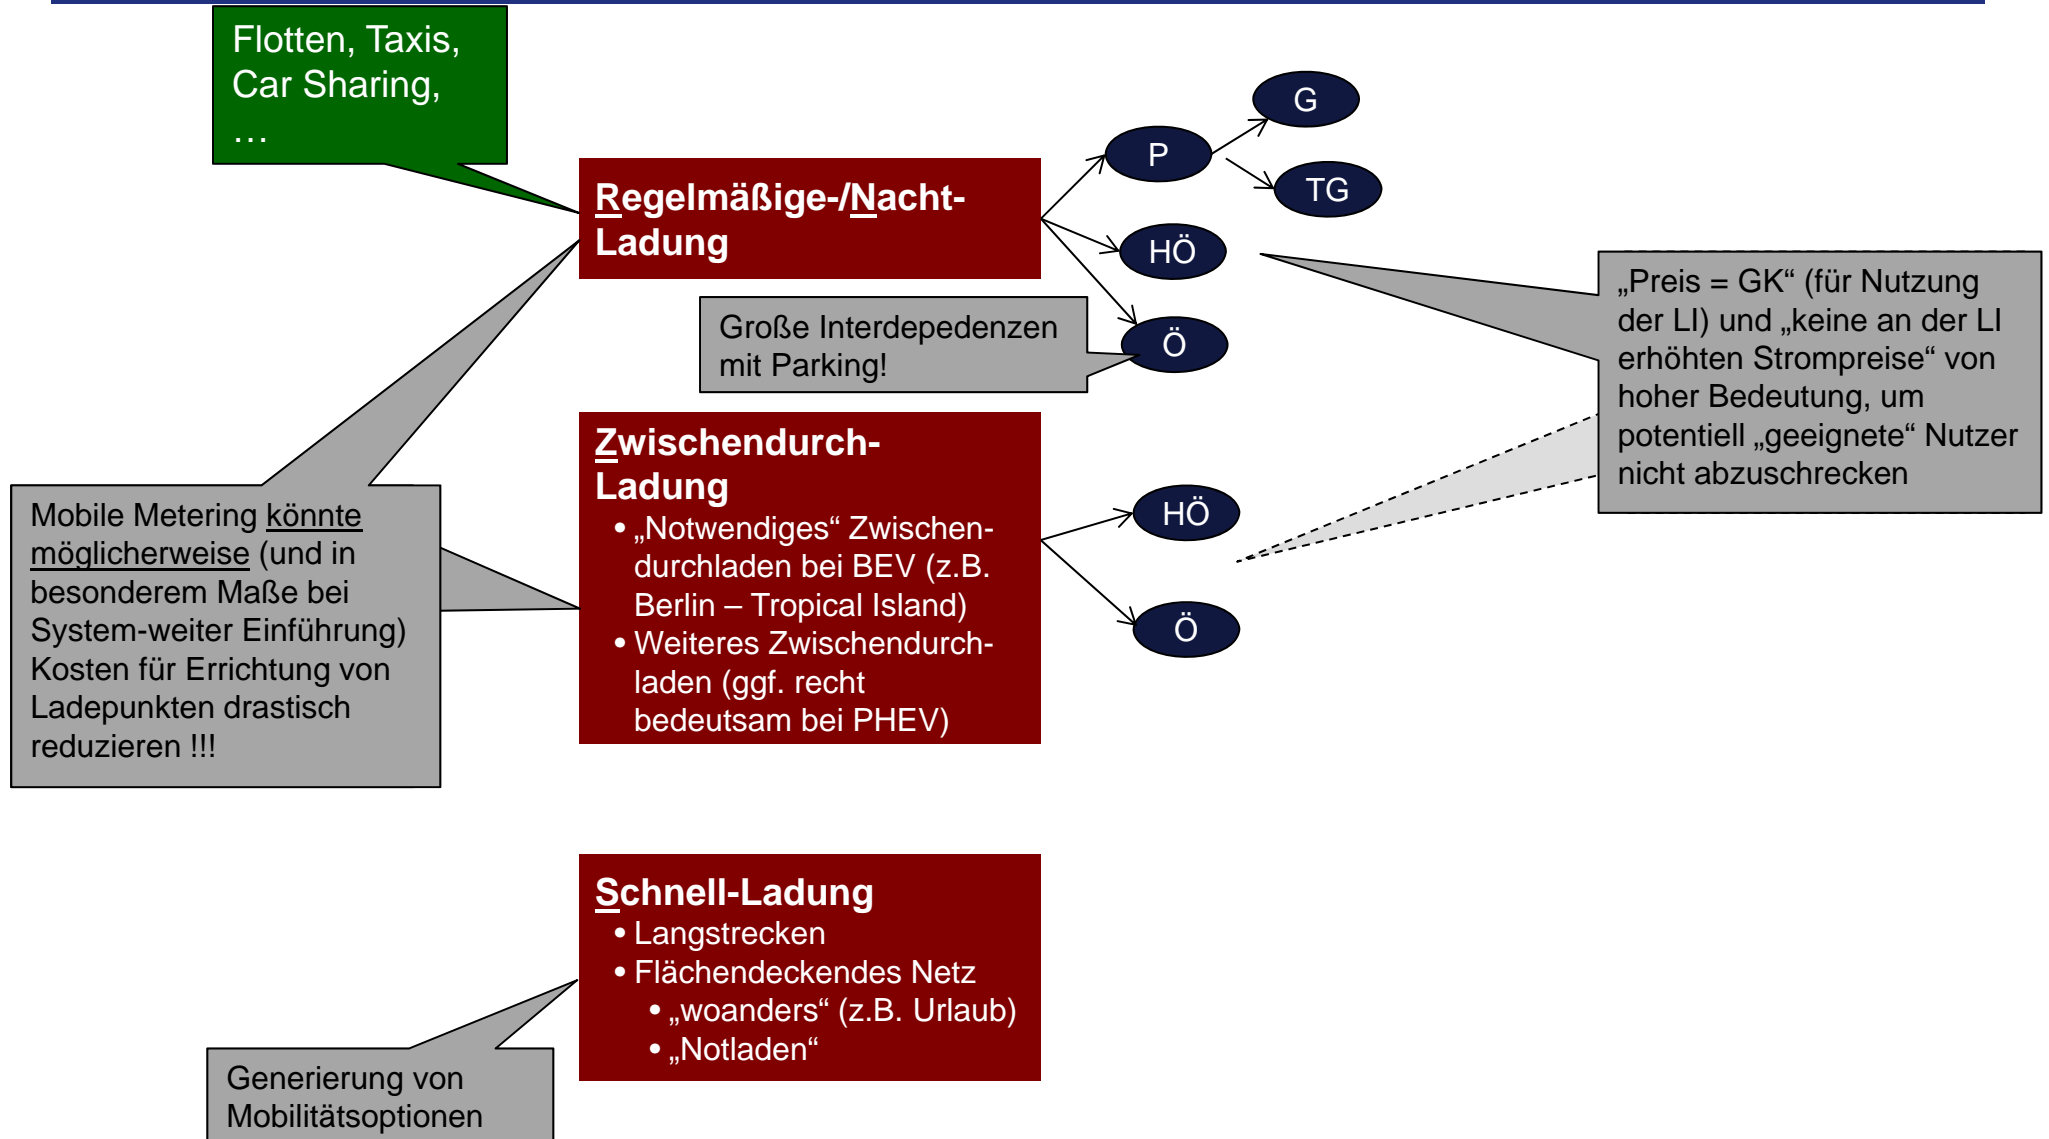 Flotten, Taxis,
Car Sharing,
…
G
P
TG
Regelmäßige-/Nacht-
Ladung
HÖ
Große Interdepedenzen
mit Parking!
Ö
„Preis = GK“ (für Nutzung
der LI) und „keine an der LI
erhöhten Strompreise“ von
hoher Bedeutung, um
potentiell „geeignete“ Nutzer
nicht abzuschrecken
Zwischendurch-
Ladung
• „Notwendiges“ Zwischen-
durchladen bei BEV (z.B.
Berlin – Tropical Island)
• Weiteres Zwischendurch-
laden (ggf. recht
bedeutsam bei PHEV)
HÖ
Ö
Mobile Metering könnte
möglicherweise (und in
besonderem Maße bei
System-weiter Einführung)
Kosten für Errichtung von
Ladepunkten drastisch
reduzieren !!!
Schnell-Ladung
• Langstrecken
• Flächendeckendes Netz
• „woanders“ (z.B. Urlaub)
• „Notladen“
Generierung von
Mobilitätsoptionen